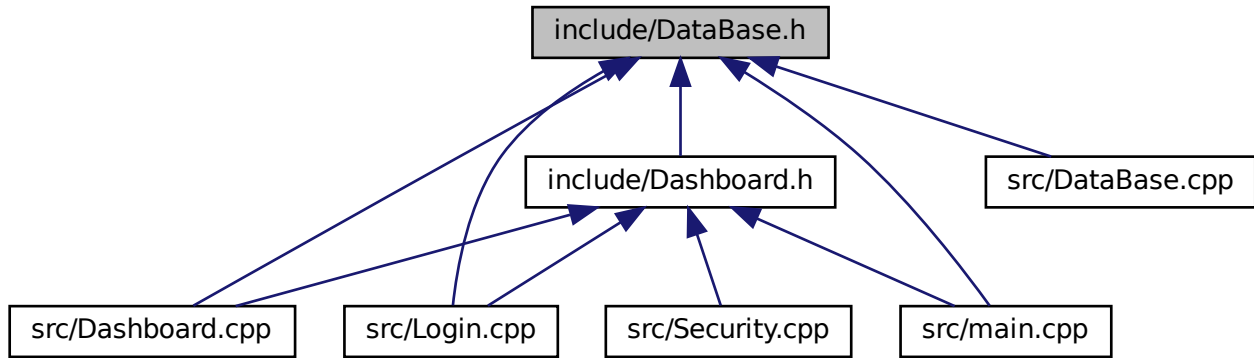 include/DataBase.h
include/Dashboard.h
src/DataBase.cpp
src/Dashboard.cpp
src/Login.cpp
src/Security.cpp
src/main.cpp